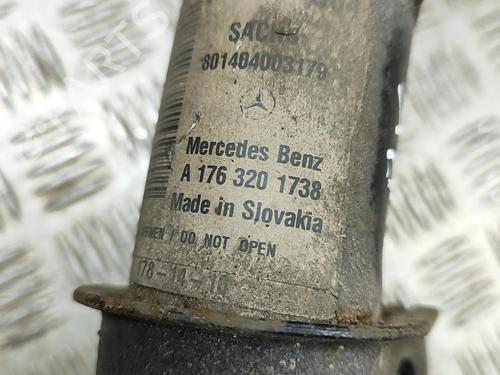 SACHS
801404003179
Mercedes Benz
A 176 320 1738
Made in Slovakia
DO NOT OPEN